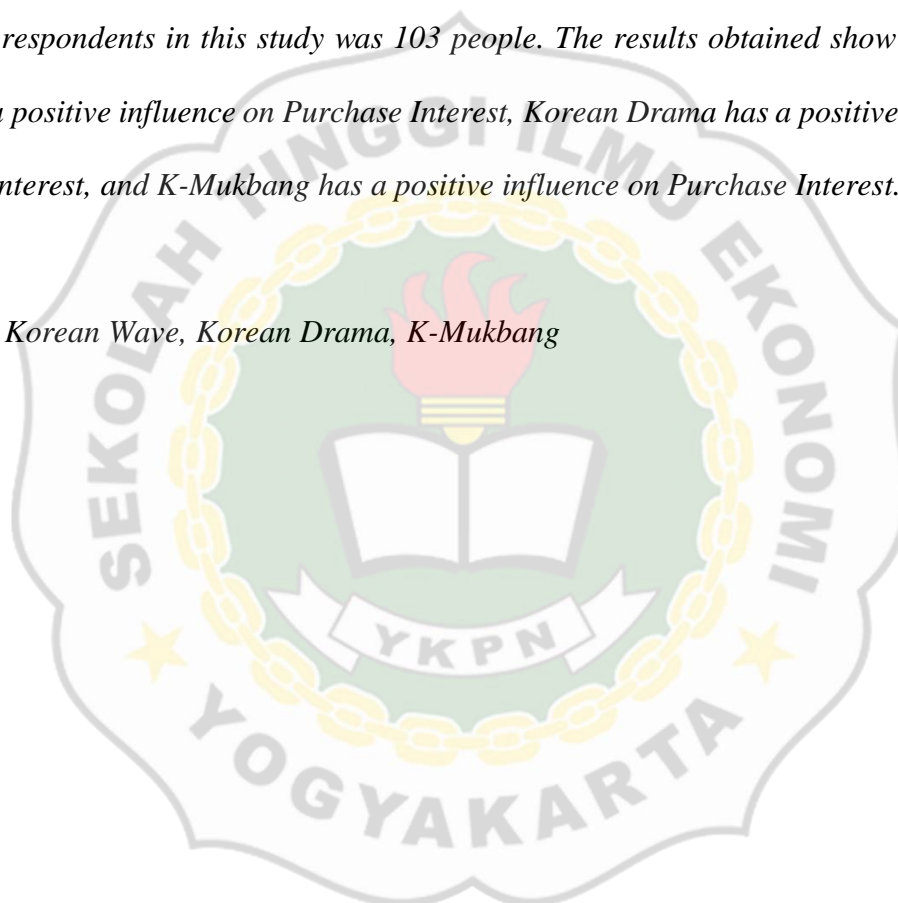 respondents in this study was 103 people. The results obtained show
a positive influence on Purchase Interest, Korean Drama has a positive
nterest, and K-Mukbang has a positive influence on Purchase Interest.
Korean Wave, Korean Drama, K-Mukbang
SEKOLAH TINGGI ILMU EKONOMI
YKPN
YOGYAKARTA